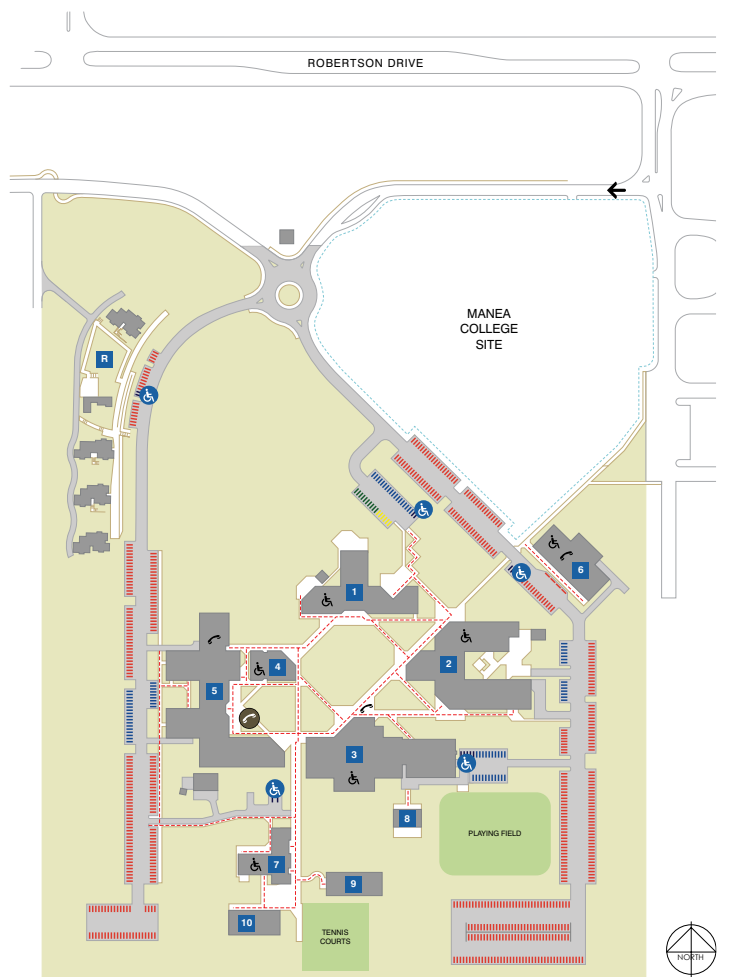 ROBERTSON DRIVE
MANEA
COLLEGE
SITE
R
6
1
2
4
5
3
8
PLAYING FIELD
7
9
10
TENNIS
COURTS
NORTH